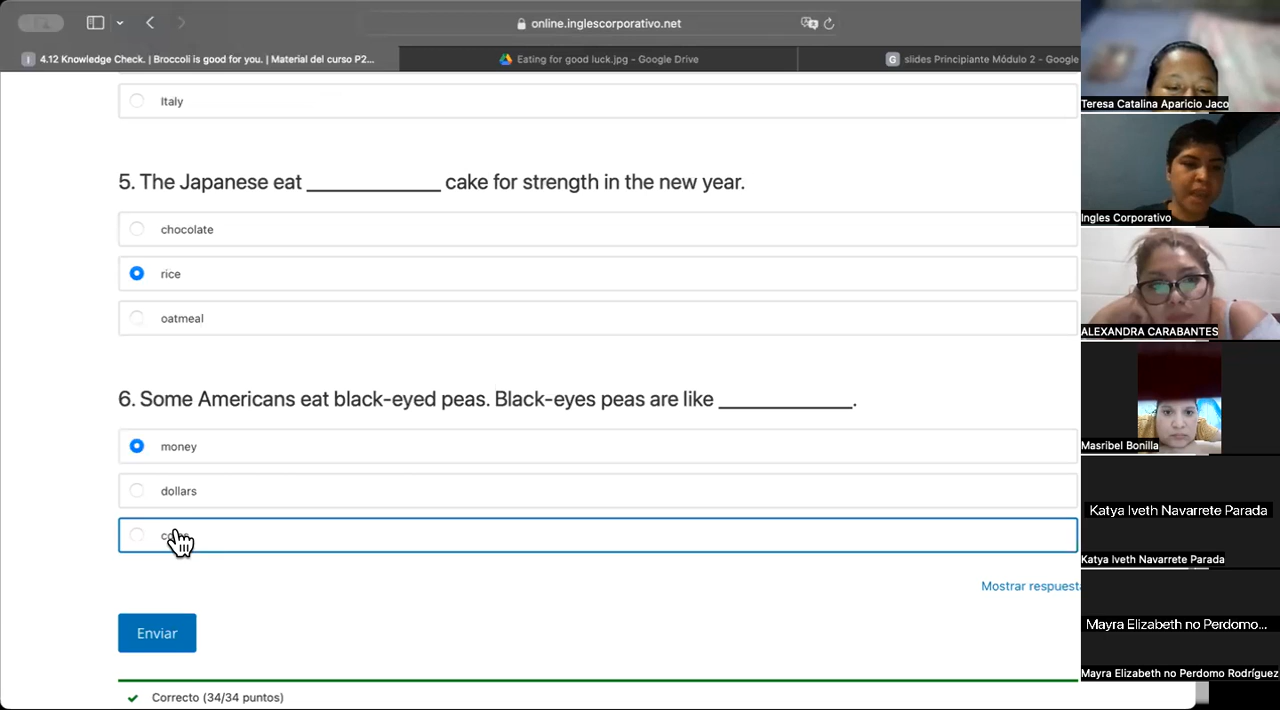 online.inglescorporativo.net
4.12 Knowledge Check. | Broccoli is good for you. | Material del curso P2...
Eating for good luck.jpg - Google Drive
G slides Principiante Módulo 2 - Google
Italy
5. The Japanese eat ____________ cake for strength in the new year.
chocolate
rice
oatmeal
6. Some Americans eat black-eyed peas. Black-eyes peas are like ____________.
money
dollars
Mostrar respuesta
Enviar
Correcto (34/34 puntos)
Teresa Catalina Aparicio Jaco
Ingles Corporativo
ALEXANDRA CARABANTES
Masribel Bonilla
Katya Iveth Navarrete Parada
Katya Iveth Navarrete Parada
Mayra Elizabeth no Perdomo...
Mayra Elizabeth no Perdomo Rodríguez